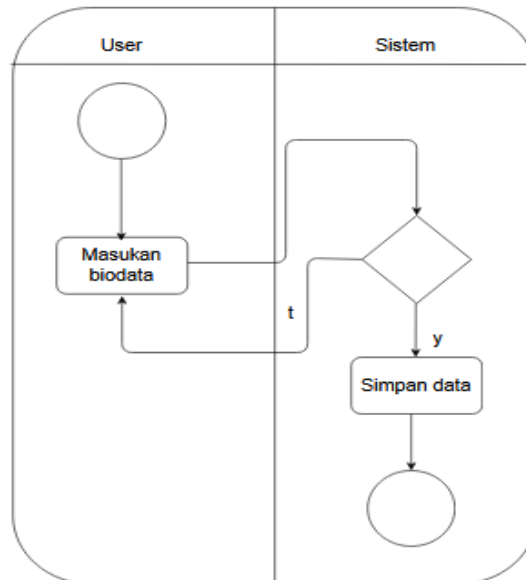 User
Sistem
Masukan
biodata
t
y
Simpan data